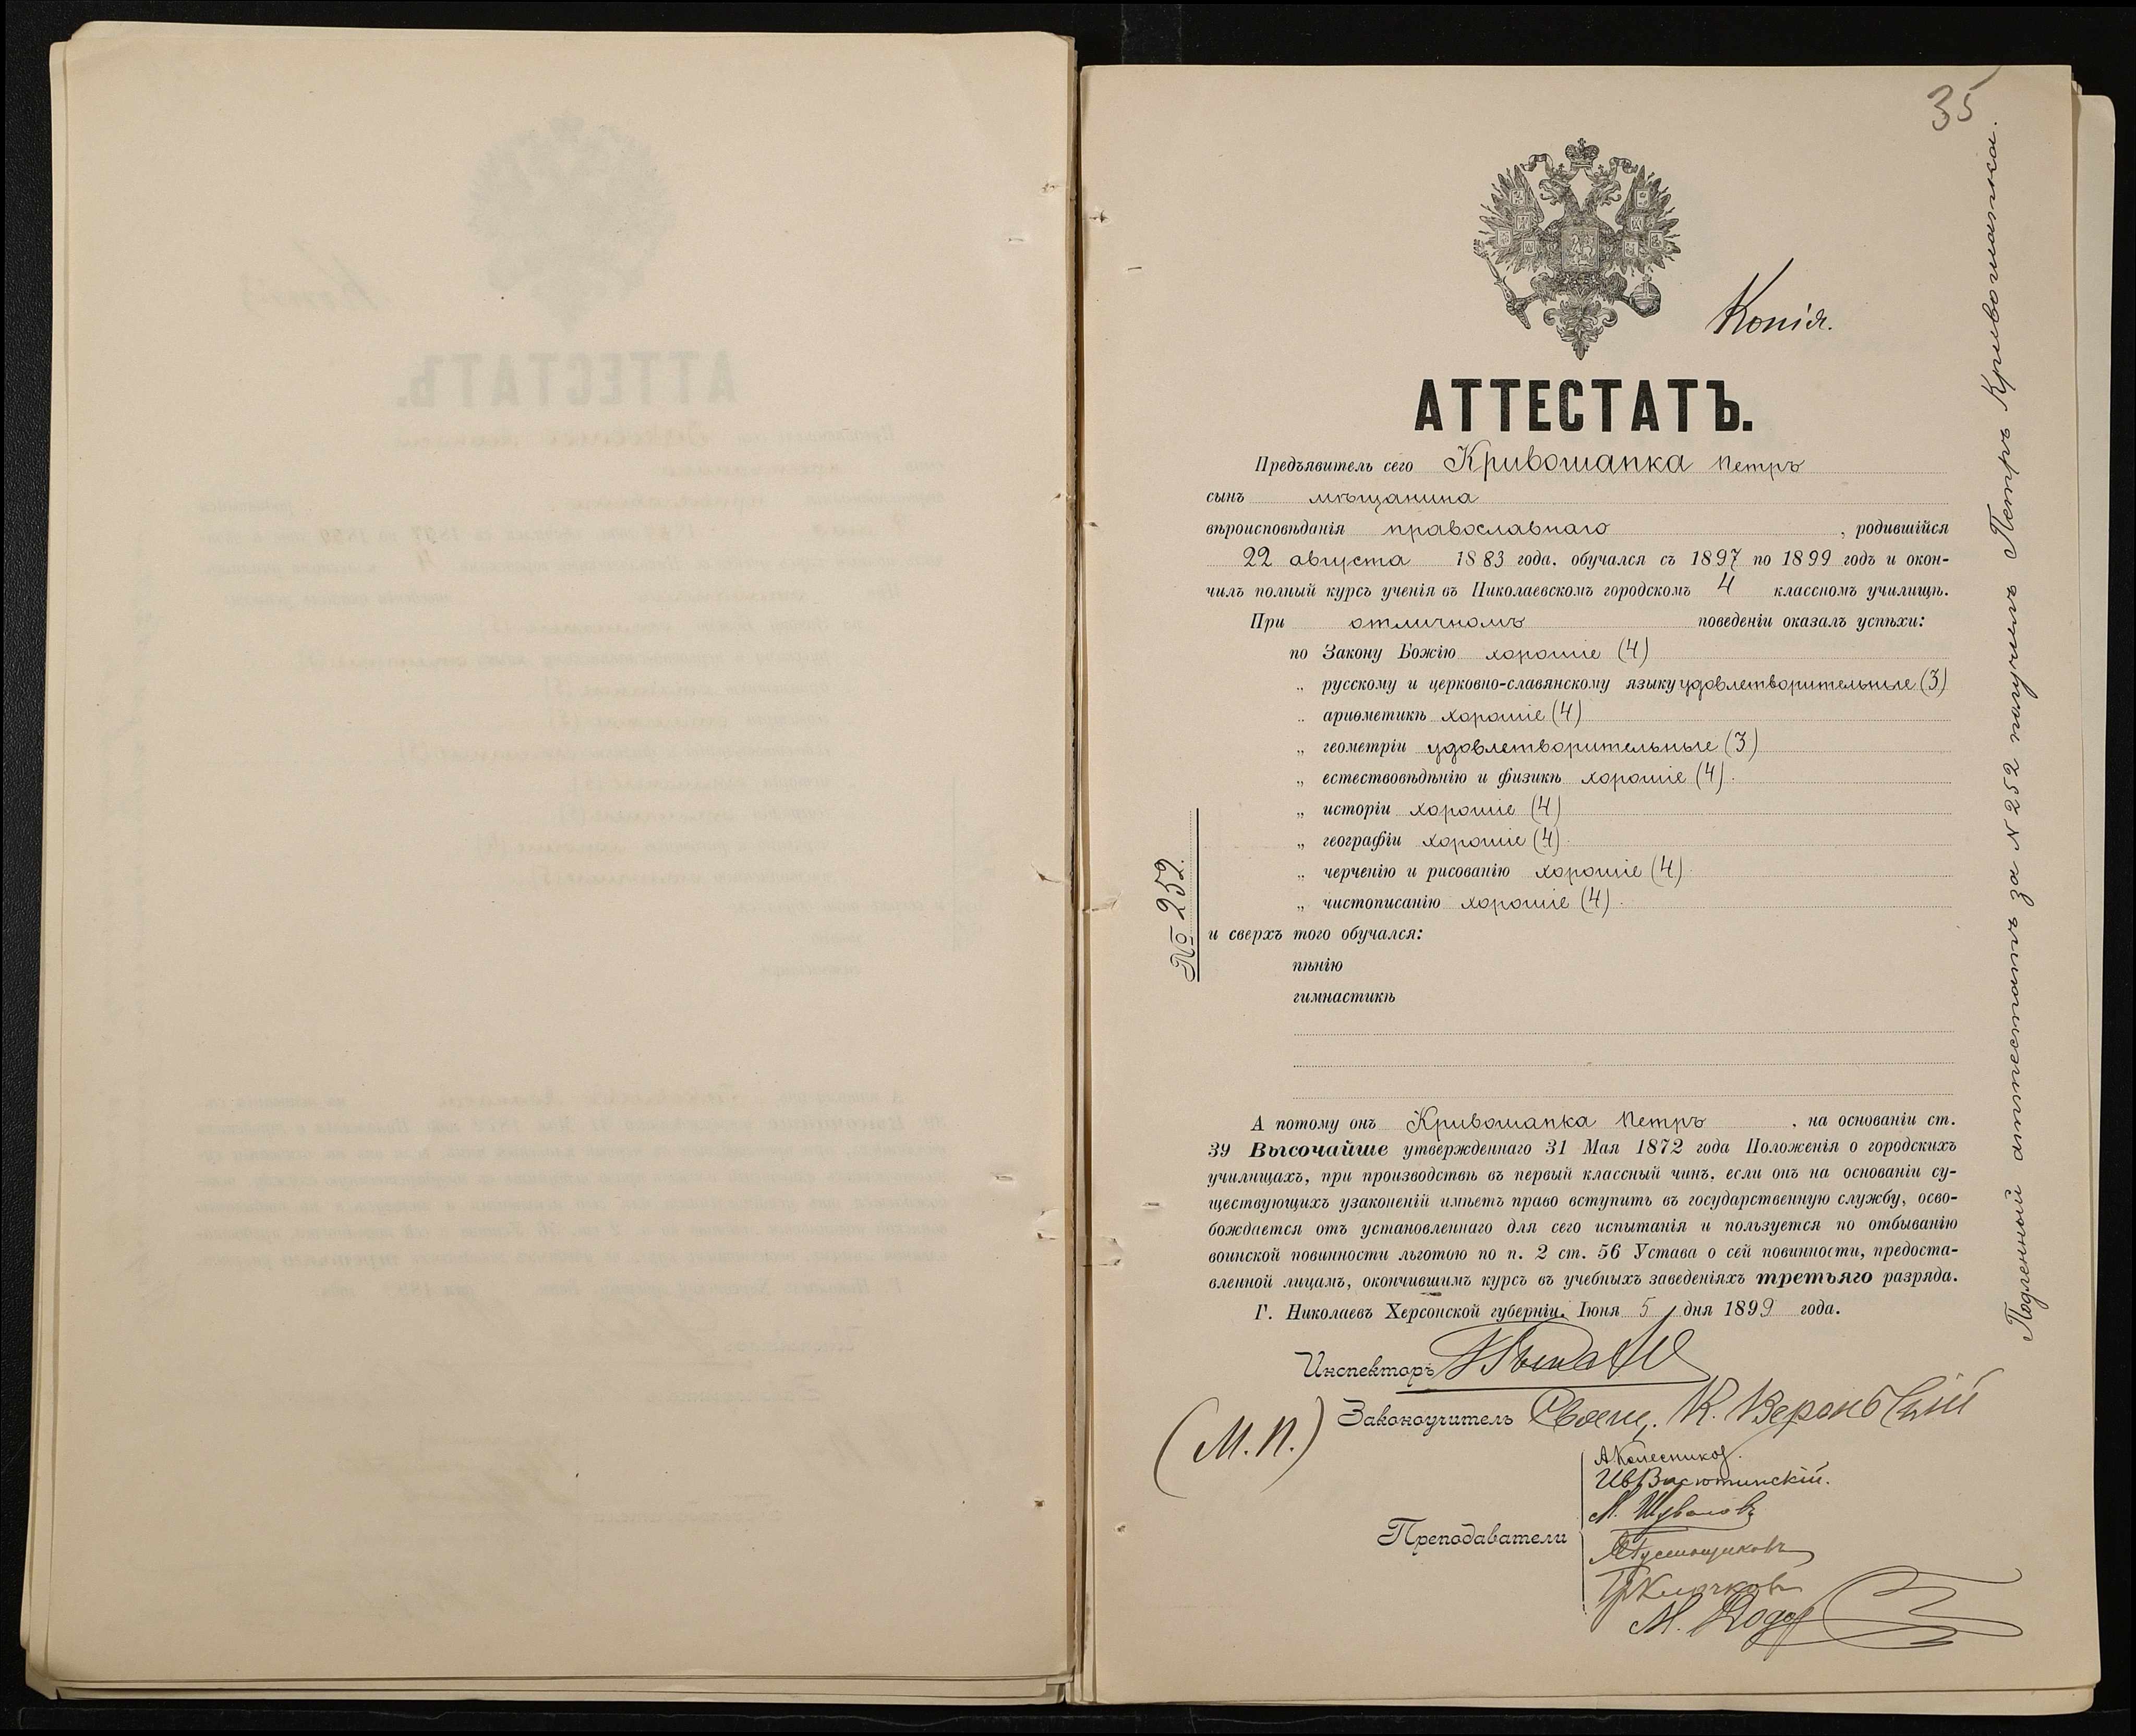 35
Копія.
АТТЕСТАТЪ.
Предъявитель сего Кривошапка Петръ
сынъ мѣщанина
вѣроисповѣданія православнаго, родившійся
22 августа 1883 года, обучался съ 1897 по 1899 годъ и окон-
чилъ полный курсъ ученія въ Николаевскомъ городскомъ 4 классномъ училищѣ.
При отличномъ поведеніи оказалъ успѣхи:
по Закону Божію хорошіе (4)
„ русскому и церковно-славянскому языку удовлетворительные (3)
„ ариѳметикѣ хорошіе (4)
„ геометріи удовлетворительные (3)
„ естествовѣдѣнію и физикѣ хорошіе (4).
„ исторіи хорошіе (4)
„ географіи хорошіе (4).
„ черченію и рисованію хорошіе (4).
„ чистописанію хорошіе (4).
№ 252.
и сверхъ того обучался:
пѣнію
гимнастикѣ
А потому онъ Кривошапка Петръ, на основаніи ст.
39 Высочайше утвержденнаго 31 Мая 1872 года Положенія о городскихъ
училищахъ, при производствѣ въ первый классный чинъ, если онъ на основаніи су-
ществующихъ узаконеній имѣетъ право вступить въ государственную службу, осво-
бождается отъ установленнаго для сего испытанія и пользуется по отбыванію
воинской повинности льготою по п. 2 ст. 56 Устава о сей повинности, предоста-
вленной лицамъ, окончившимъ курсъ въ учебныхъ заведеніяхъ третьяго разряда.
Г. Николаевъ Херсонской губерніи. Іюня 5 дня 1899 года.
Инспекторъ
Законоучитель Свящ. К.
(М.П.)
А Колесников.
Ив Васютинскій.
М. Шуваловъ
Преподаватели
Подленный аттестатъ за N 252 получилъ Петръ Кривошапка.